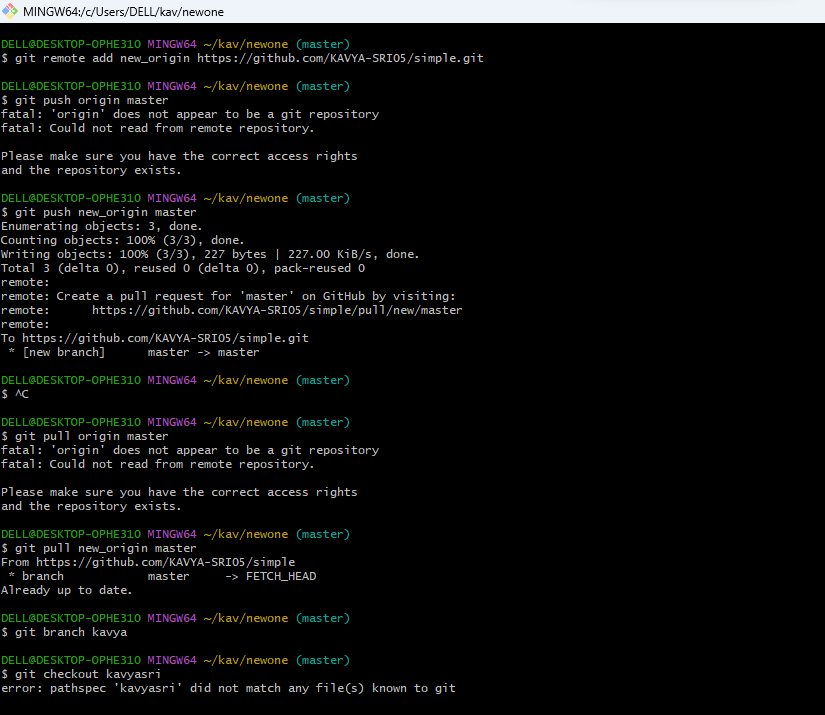 MINGW64:/c/Users/DELL/kav/newone
DELL@DESKTOP-OPHE310 MINGW64 ~/kav/newone (master)
$ git remote add new_origin https://github.com/KAVYA-SRI05/simple.git
DELL@DESKTOP-OPHE310 MINGW64 ~/kav/newone (master)
$ git push origin master
fatal: 'origin' does not appear to be a git repository
fatal: Could not read from remote repository.
Please make sure you have the correct access rights
and the repository exists.
DELL@DESKTOP-OPHE310 MINGW64 ~/kav/newone (master)
$ git push new_origin master
Enumerating objects: 3, done.
Counting objects: 100% (3/3), done.
Writing objects: 100% (3/3), 227 bytes | 227.00 KiB/s, done.
Total 3 (delta 0), reused 0 (delta 0), pack-reused 0
remote:
remote: Create a pull request for 'master' on GitHub by visiting:
remote:      https://github.com/KAVYA-SRI05/simple/pull/new/master
remote:
To https://github.com/KAVYA-SRI05/simple.git
 * [new branch]      master -> master
DELL@DESKTOP-OPHE310 MINGW64 ~/kav/newone (master)
$ ^C
DELL@DESKTOP-OPHE310 MINGW64 ~/kav/newone (master)
$ git pull origin master
fatal: 'origin' does not appear to be a git repository
fatal: Could not read from remote repository.
Please make sure you have the correct access rights
and the repository exists.
DELL@DESKTOP-OPHE310 MINGW64 ~/kav/newone (master)
$ git pull new_origin master
From https://github.com/KAVYA-SRI05/simple
 * branch            master     -> FETCH_HEAD
Already up to date.
DELL@DESKTOP-OPHE310 MINGW64 ~/kav/newone (master)
$ git branch kavya
DELL@DESKTOP-OPHE310 MINGW64 ~/kav/newone (master)
$ git checkout kavyasri
error: pathspec 'kavyasri' did not match any file(s) known to git